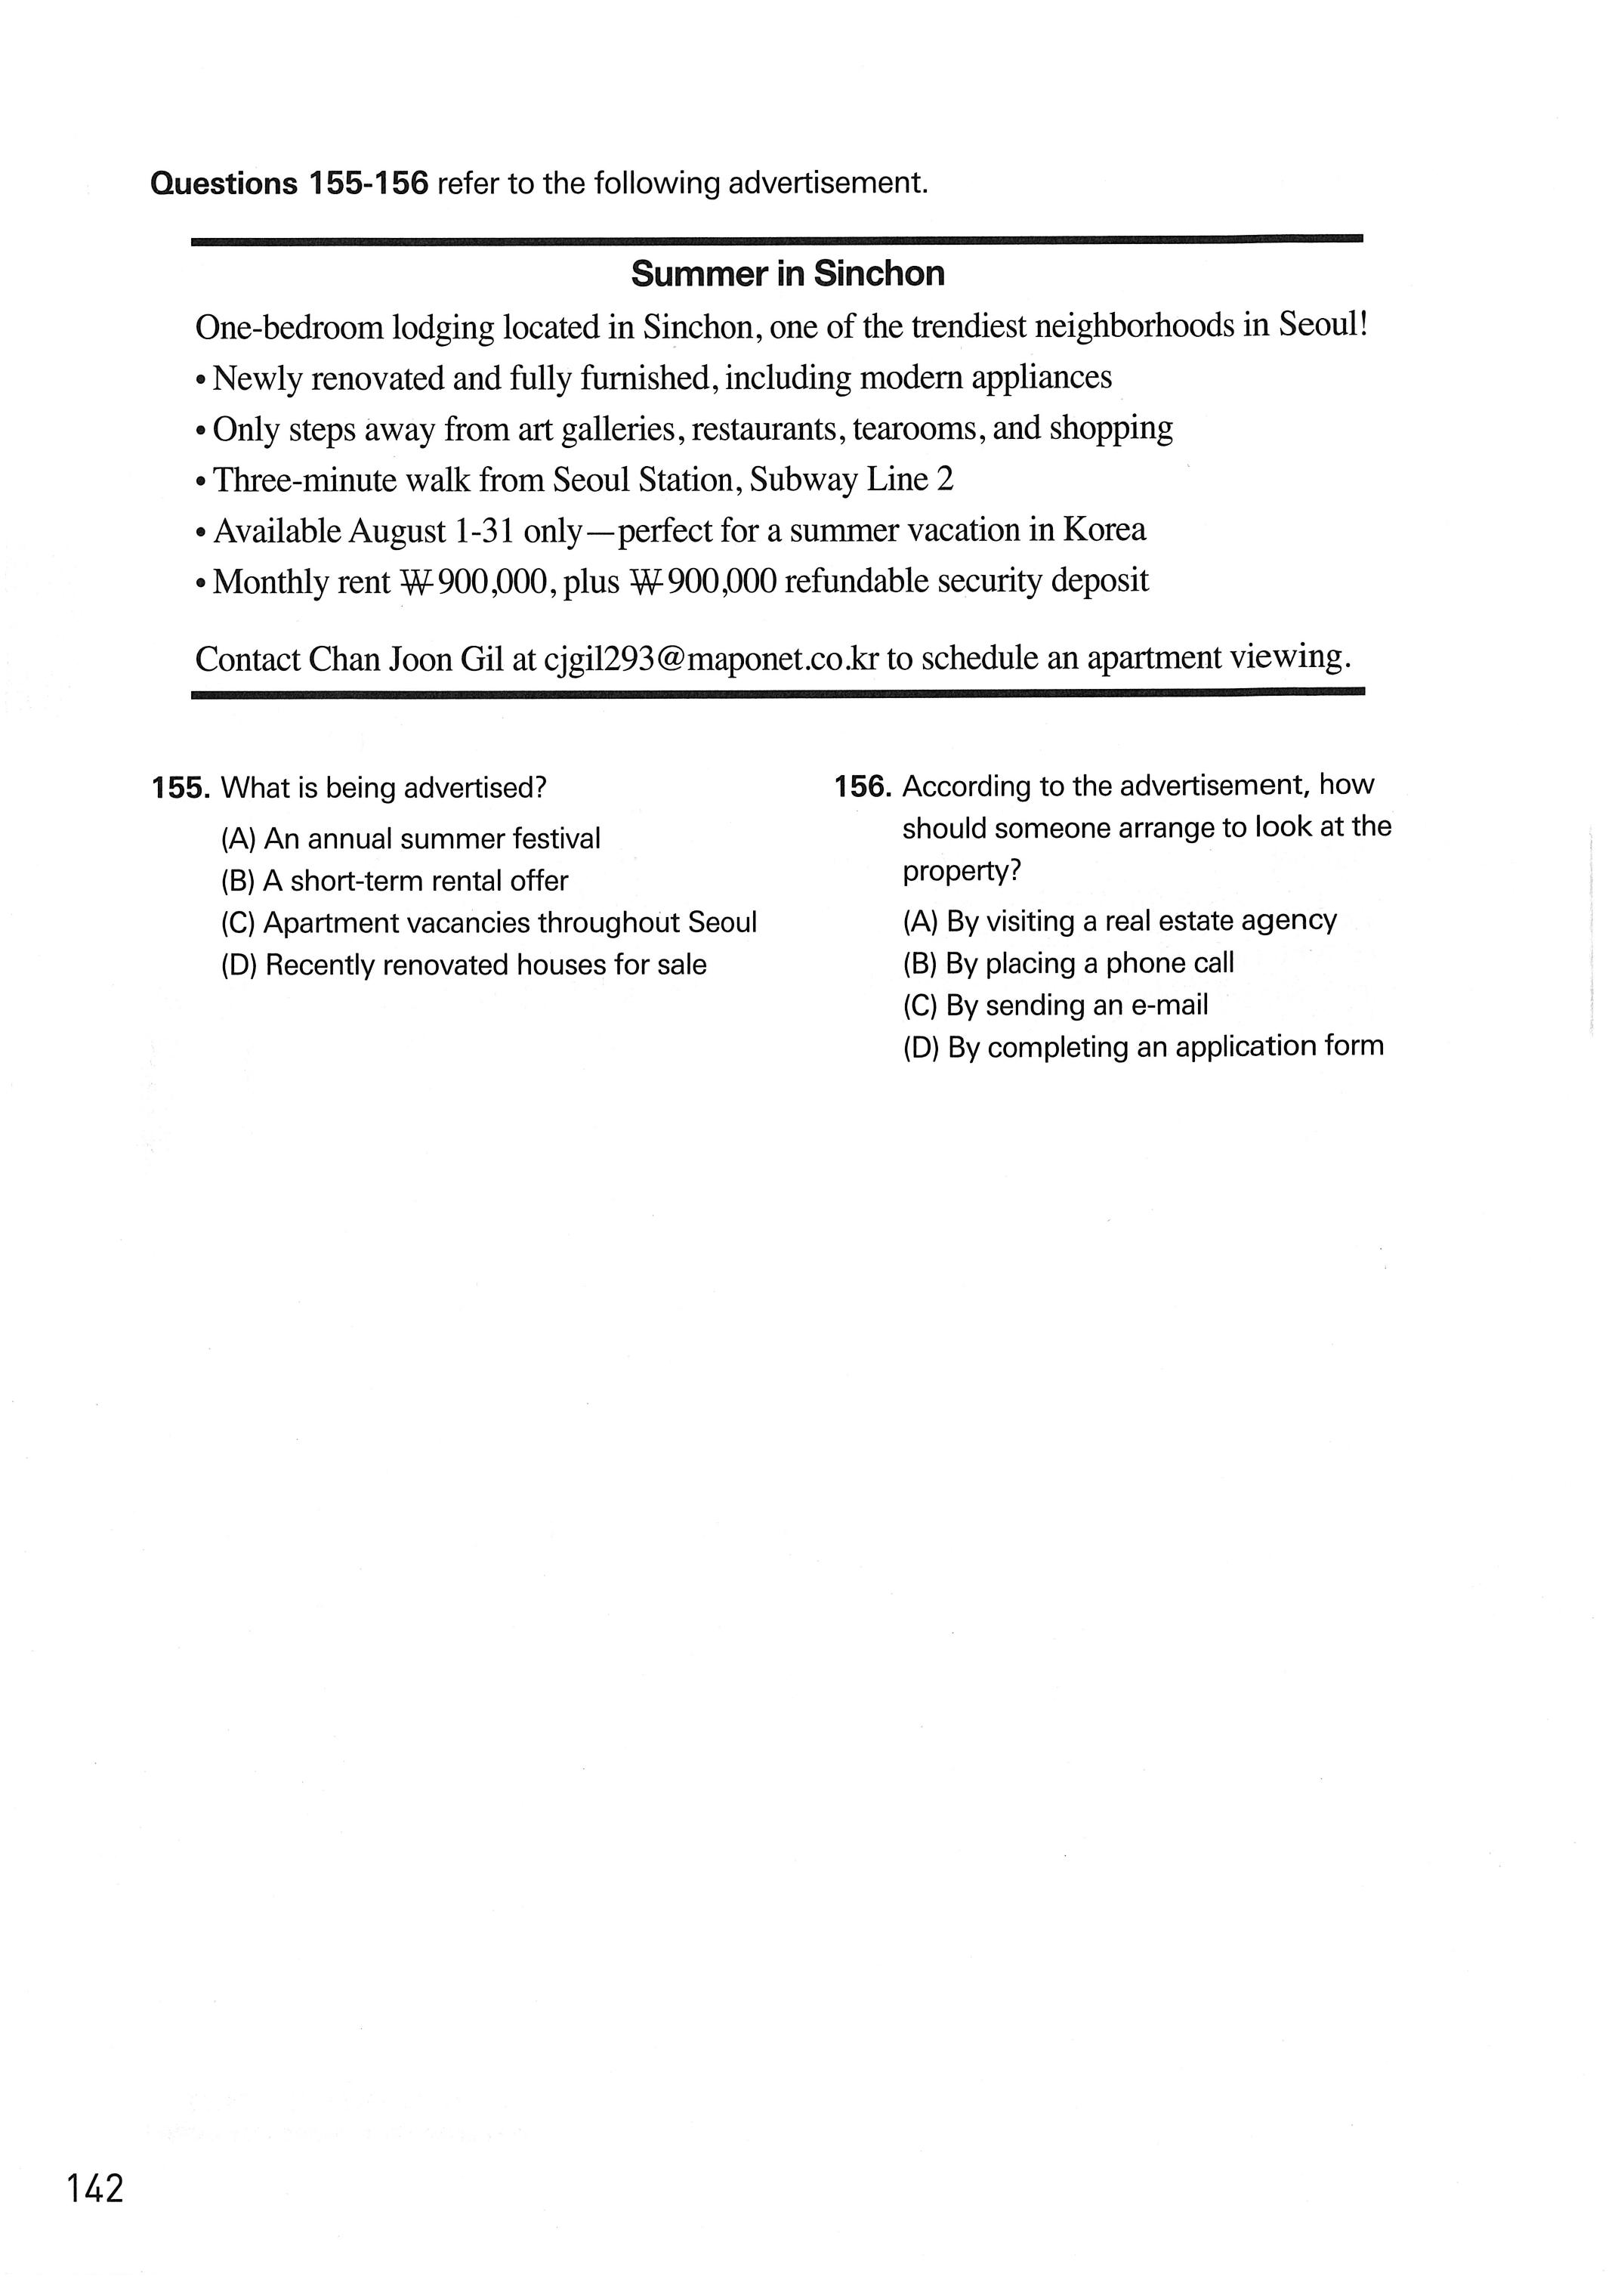 Questions 155-156 refer to the following advertisement.
Summer in Sinchon
One-bedroom lodging located in Sinchon, one of the trendiest neighborhoods in Seoul!
• Newly renovated and fully furnished, including modern appliances
• Only steps away from art galleries, restaurants, tearooms, and shopping
• Three-minute walk from Seoul Station, Subway Line 2
• Available August 1-31 only—perfect for a summer vacation in Korea
• Monthly rent ₩900,000, plus ₩900,000 refundable security deposit
Contact Chan Joon Gil at cjgil293@maponet.co.kr to schedule an apartment viewing.
155. What is being advertised?
(A) An annual summer festival
(B) A short-term rental offer
(C) Apartment vacancies throughout Seoul
(D) Recently renovated houses for sale
156. According to the advertisement, how
should someone arrange to look at the
property?
(A) By visiting a real estate agency
(B) By placing a phone call
(C) By sending an e-mail
(D) By completing an application form
142